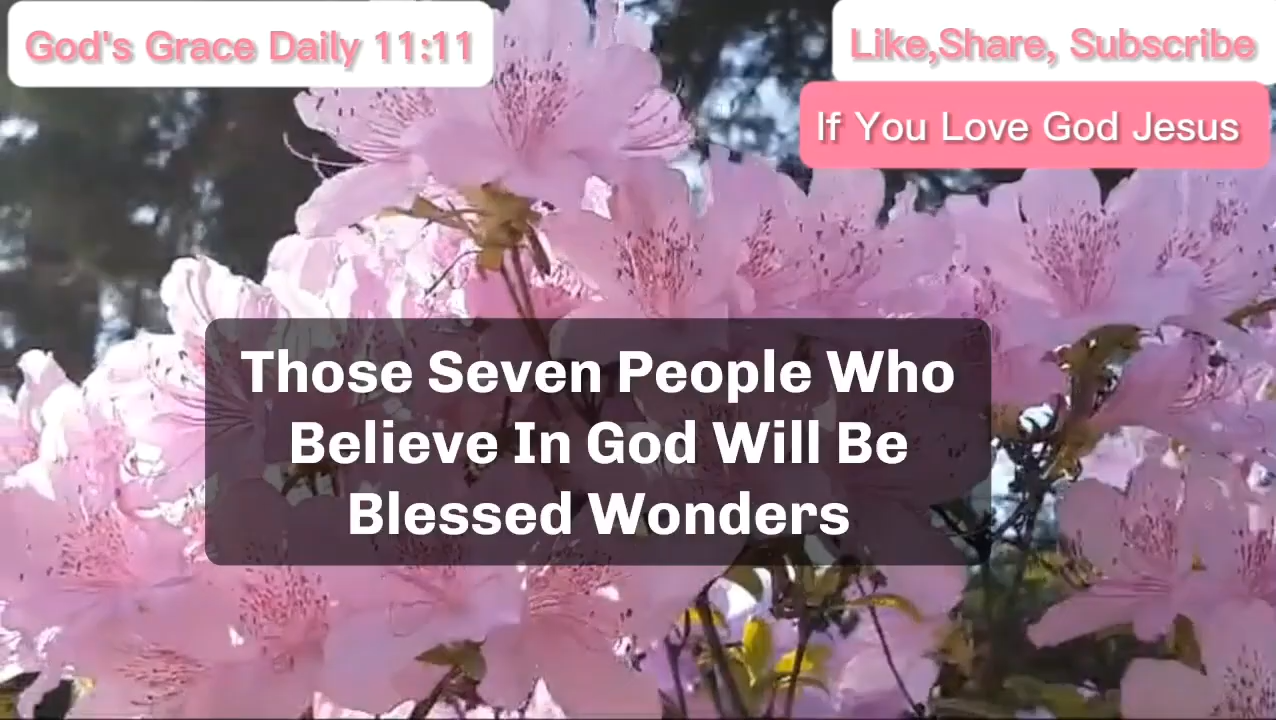 God's Grace Daily 11:11
Like,Share, Subscribe
If You Love God Jesus
Those Seven People Who
Believe In God Will Be
Blessed Wonders